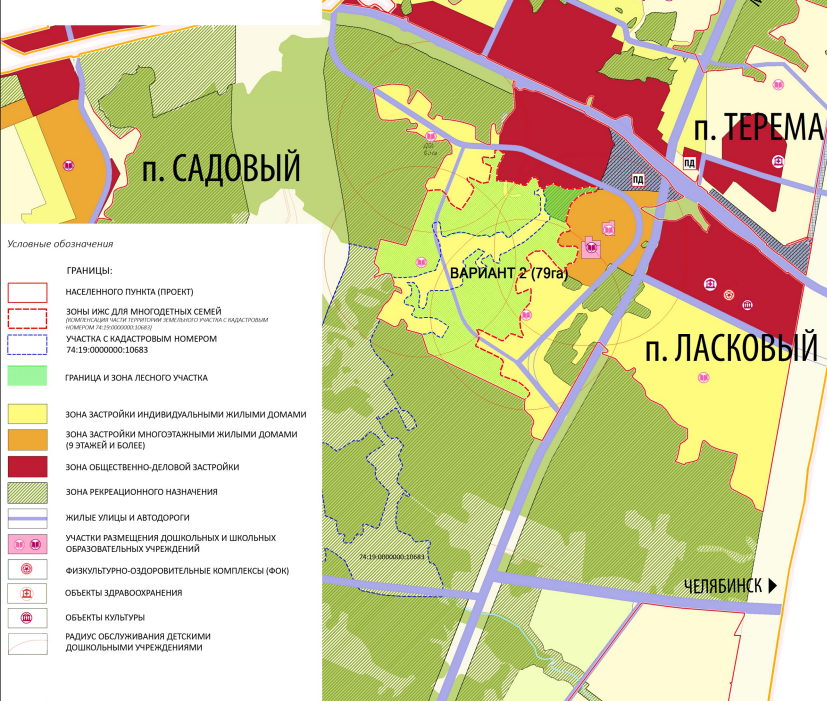 п. САДОВЫЙ
п. ТЕРЕМА
ПД
ПД
ВАРИАНТ 2 (79га)
п. ЛАСКОВЫЙ
74:19:0000000:10683
ЧЕЛЯБИНСК
Условные обозначения
ГРАНИЦЫ:
НАСЕЛЕННОГО ПУНКТА (ПРОЕКТ)
ЗОНЫ ИЖС ДЛЯ МНОГОДЕТНЫХ СЕМЕЙ
(КОМПЕНСАЦИЯ ЧАСТИ ТЕРРИТОРИИ ЗЕМЕЛЬНОГО УЧАСТКА С КАДАСТРОВЫМ
НОМЕРОМ 74:19:0000000:10683)
УЧАСТКА С КАДАСТРОВЫМ НОМЕРОМ
74:19:0000000:10683
ГРАНИЦА И ЗОНА ЛЕСНОГО УЧАСТКА
ЗОНА ЗАСТРОЙКИ ИНДИВИДУАЛЬНЫМИ ЖИЛЫМИ ДОМАМИ
ЗОНА ЗАСТРОЙКИ МНОГОЭТАЖНЫМИ ЖИЛЫМИ ДОМАМИ
(9 ЭТАЖЕЙ И БОЛЕЕ)
ЗОНА ОБЩЕСТВЕННО-ДЕЛОВОЙ ЗАСТРОЙКИ
ЗОНА РЕКРЕАЦИОННОГО НАЗНАЧЕНИЯ
ЖИЛЫЕ УЛИЦЫ И АВТОДОРОГИ
УЧАСТКИ РАЗМЕЩЕНИЯ ДОШКОЛЬНЫХ И ШКОЛЬНЫХ
ОБРАЗОВАТЕЛЬНЫХ УЧРЕЖДЕНИЙ
ФИЗКУЛЬТУРНО-ОЗДОРОВИТЕЛЬНЫЕ КОМПЛЕКСЫ (ФОК)
ОБЪЕКТЫ ЗДРАВООХРАНЕНИЯ
ОБЪЕКТЫ КУЛЬТУРЫ
РАДИУС ОБСЛУЖИВАНИЯ ДЕТСКИМИ
ДОШКОЛЬНЫМИ УЧРЕЖДЕНИЯМИ